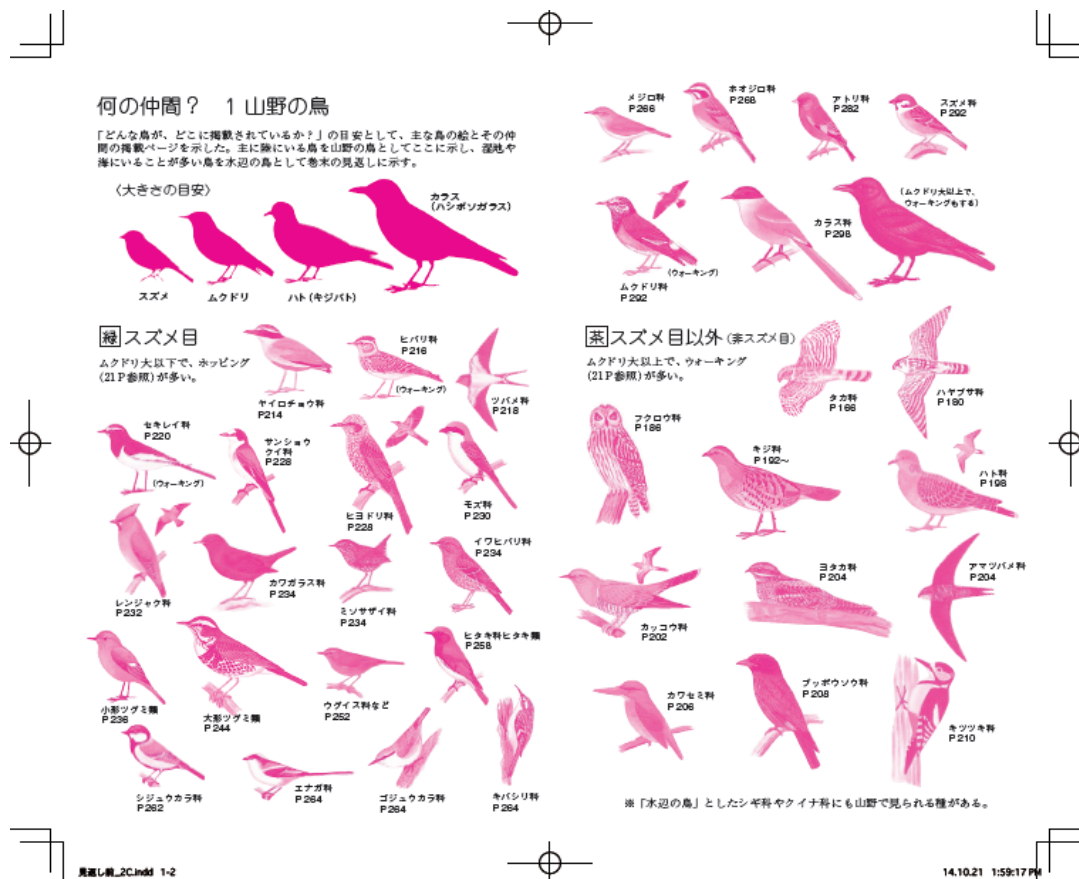 何の仲間？　1 山野の鳥
「どんな鳥が、どこに掲載されているか？」の目安として、主な鳥の絵とその仲
間の掲載ページを示した。主に陸にいる鳥を山野の鳥としてここに示し、湿地や
海にいることが多い鳥を水辺の鳥として巻末の見返しに示す。
〈大きさの目安〉
スズメ
ムクドリ
ハト(キジバト)
カラス
(ハシボソガラス)
緑 スズメ目
ムクドリ大以下で、ホッピング
(21P参照)が多い。
ヤイロチョウ科
P214
ヒバリ科
P216
(ウォーキング)
ツバメ科
P218
セキレイ科
P220
(ウォーキング)
サンショウ
クイ科
P228
ヒヨドリ科
P228
モズ科
P230
レンジャク科
P232
カワガラス科
P234
ミソサザイ科
P234
イワヒバリ科
P234
小形ツグミ類
P236
大形ツグミ類
P244
ウグイス科など
P252
ヒタキ科ヒタキ類
P258
シジュウカラ科
P262
エナガ科
P264
ゴジュウカラ科
P264
キバシリ科
P264
メジロ科
P266
ホオジロ科
P268
アトリ科
P282
スズメ科
P292
(ウォーキング)
ムクドリ科
P292
カラス科
P298
(ムクドリ大以上で、
ウォーキングもする)
茶 スズメ目以外(非スズメ目)
ムクドリ大以上で、ウォーキング
(21P参照)が多い。
タカ科
P166
ハヤブサ科
P180
フクロウ科
P186
キジ科
P192～
ハト科
P198
カッコウ科
P202
ヨタカ科
P204
アマツバメ科
P204
カワセミ科
P206
ブッポウソウ科
P208
キツツキ科
P210
※「水辺の鳥」としたシギ科やクイナ科にも山野で見られる種がある。
見返し前_2C.indd 1-2
14.10.21 1:59:17 PM